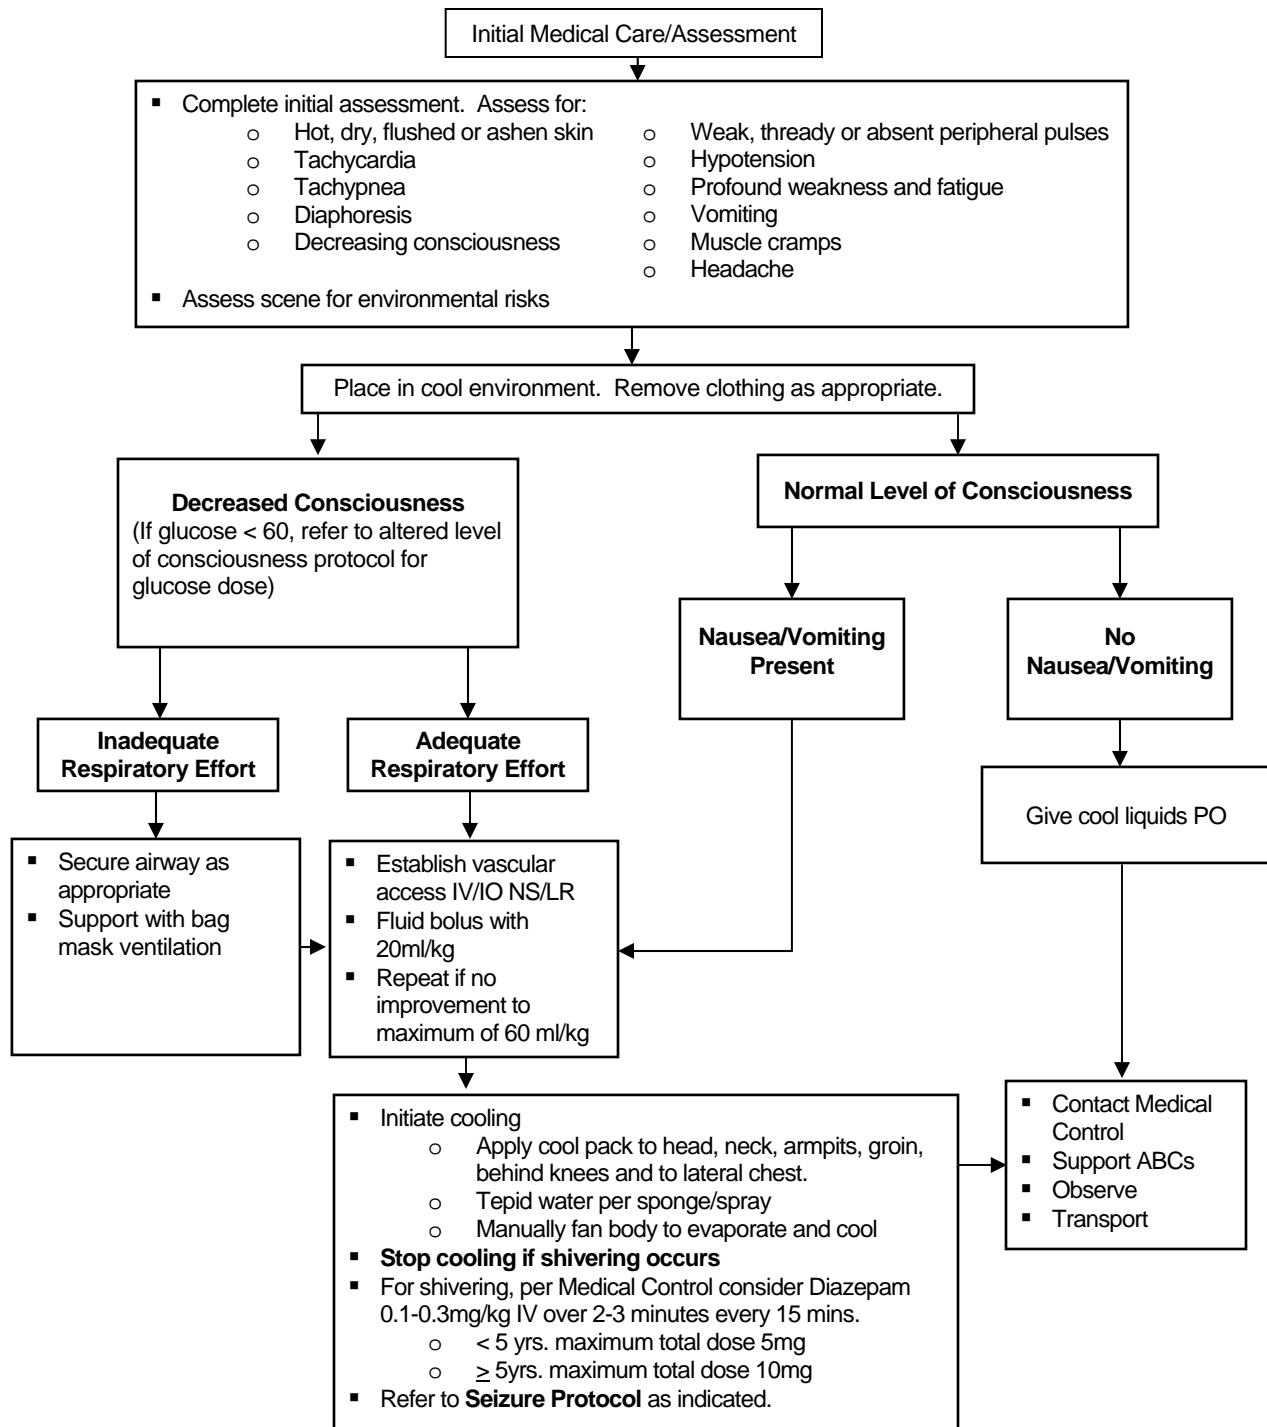 Initial Medical Care/Assessment
▪ Complete initial assessment. Assess for:
o Hot, dry, flushed or ashen skin
o Tachycardia
o Tachypnea
o Diaphoresis
o Decreasing consciousness
o Weak, thready or absent peripheral pulses
o Hypotension
o Profound weakness and fatigue
o Vomiting
o Muscle cramps
o Headache
▪ Assess scene for environmental risks
Place in cool environment. Remove clothing as appropriate.
Decreased Consciousness
(If glucose < 60, refer to altered level
of consciousness protocol for
glucose dose)
Normal Level of Consciousness
Nausea/Vomiting
Present
No
Nausea/Vomiting
Inadequate
Respiratory Effort
Adequate
Respiratory Effort
Give cool liquids PO
▪ Secure airway as
appropriate
▪ Support with bag
mask ventilation
▪ Establish vascular
access IV/IO NS/LR
▪ Fluid bolus with
20ml/kg
▪ Repeat if no
improvement to
maximum of 60 ml/kg
▪ Initiate cooling
o Apply cool pack to head, neck, armpits, groin,
behind knees and to lateral chest.
o Tepid water per sponge/spray
o Manually fan body to evaporate and cool
▪ Stop cooling if shivering occurs
▪ For shivering, per Medical Control consider Diazepam
0.1-0.3mg/kg IV over 2-3 minutes every 15 mins.
o < 5 yrs. maximum total dose 5mg
o ≥ 5yrs. maximum total dose 10mg
▪ Refer to Seizure Protocol as indicated.
▪ Contact Medical
Control
▪ Support ABCs
▪ Observe
▪ Transport